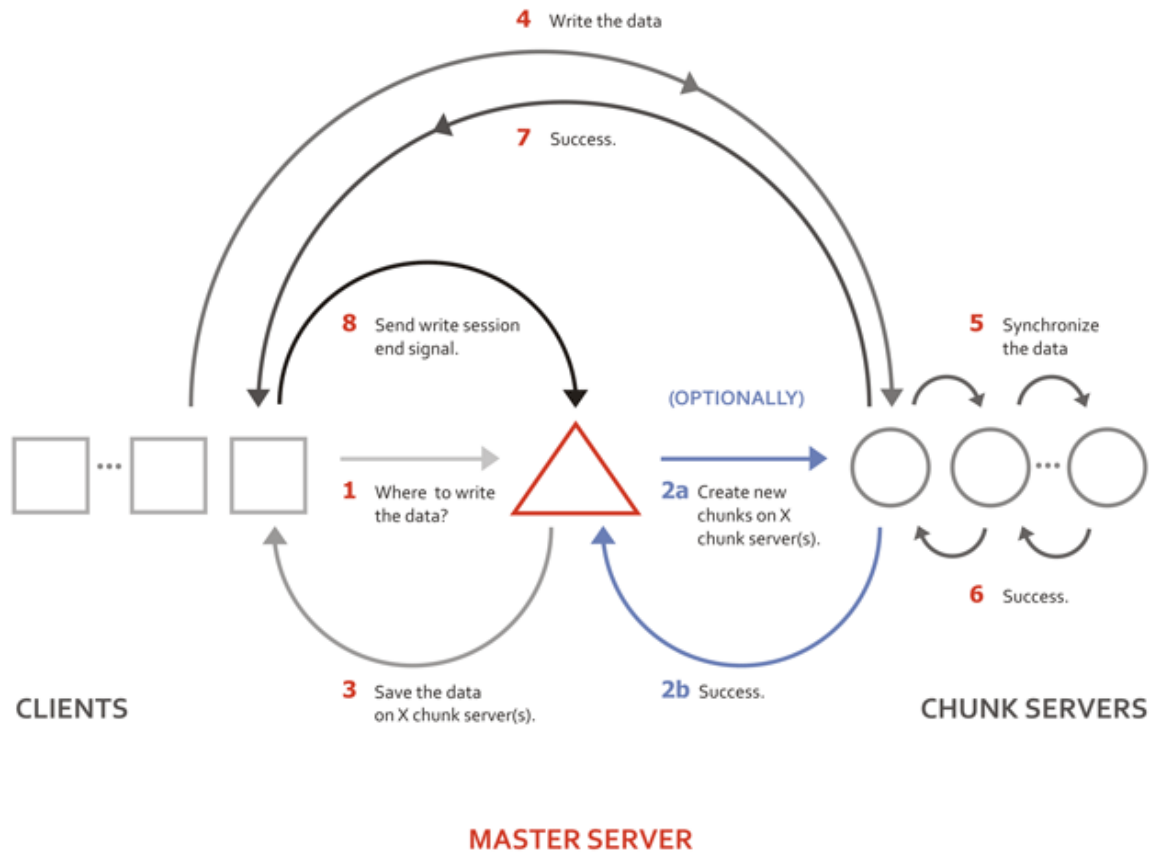 4 Write the data
7 Success.
8 Send write session
end signal.
5 Synchronize
the data
(OPTIONALLY)
...
...
1 Where to write
the data?
2a Create new
chunks on X
chunk server(s).
6 Success.
3 Save the data
on X chunk server(s).
2b Success.
CLIENTS
CHUNK SERVERS
MASTER SERVER